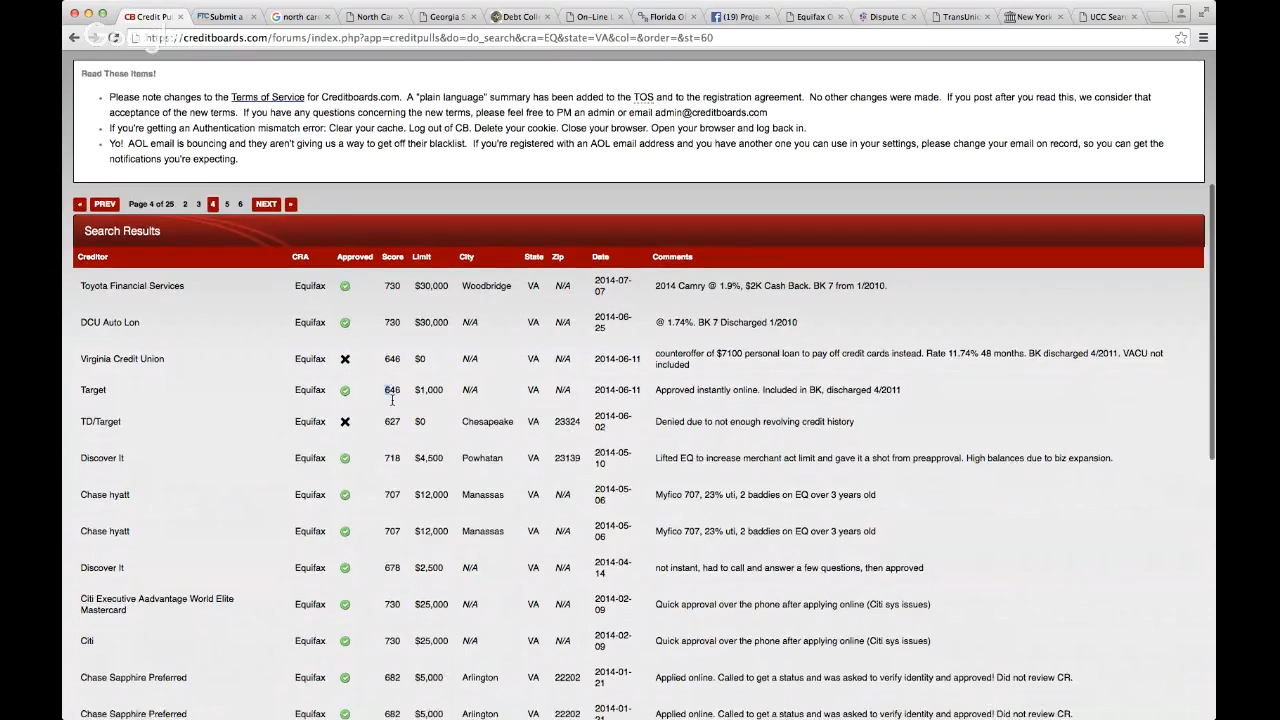 CB Credit Pul
FTC Submit a
north car
North Ca
Georgia S
Debt Coll
On-Line L
Florida O
(19) Proje
Equifax O
Dispute C
TransUnic
New York
UCC Sear
https://creditboards.com/forums/index.php?app=creditpulls&do=do_search&cra=EQ&state=VA&col=&order=&st=60
Read These Items!
• Please note changes to the Terms of Service for Creditboards.com. A "plain language" summary has been added to the TOS and to the registration agreement. No other changes were made. If you post after you read this, we consider that
acceptance of the new terms. If you have any questions concerning the new terms, please feel free to PM an admin or email admin@creditboards.com
• If you're getting an Authentication mismatch error: Clear your cache. Log out of CB. Delete your cookie. Close your browser. Open your browser and log back in.
• Yo! AOL email is bouncing and they aren't giving us a way to get off their blacklist. If you're registered with an AOL email address and you have another one you can use in your settings, please change your email on record, so you can get the
notifications you're expecting.
« PREV Page 4 of 25 2 3 4 5 6 NEXT »
Search Results
Creditor CRA Approved Score Limit City State Zip Date Comments
Toyota Financial Services Equifax 730 $30,000 Woodbridge VA N/A 2014-07-07 2014 Camry @ 1.9%, $2K Cash Back. BK 7 from 1/2010.
DCU Auto Lon Equifax 730 $30,000 N/A VA N/A 2014-06-25 @ 1.74%. BK 7 Discharged 1/2010
Virginia Credit Union Equifax 646 $0 N/A VA N/A 2014-06-11 counteroffer of $7100 personal loan to pay off credit cards instead. Rate 11.74% 48 months. BK discharged 4/2011. VACU not
included
Target Equifax 646 $1,000 N/A VA N/A 2014-06-11 Approved instantly online. Included in BK, discharged 4/2011
TD/Target Equifax 627 $0 Chesapeake VA 23324 2014-06-02 Denied due to not enough revolving credit history
Discover It Equifax 718 $4,500 Powhatan VA 23139 2014-05-10 Lifted EQ to increase merchant act limit and gave it a shot from preapproval. High balances due to biz expansion.
Chase hyatt Equifax 707 $12,000 Manassas VA N/A 2014-05-06 Myfico 707, 23% uti, 2 baddies on EQ over 3 years old
Chase hyatt Equifax 707 $12,000 Manassas VA N/A 2014-05-06 Myfico 707, 23% uti, 2 baddies on EQ over 3 years old
Discover It Equifax 678 $2,500 N/A VA N/A 2014-04-14 not instant, had to call and answer a few questions, then approved
Citi Executive Aadvantage World Elite
Mastercard Equifax 730 $25,000 N/A VA N/A 2014-02-09 Quick approval over the phone after applying online (Citi sys issues)
Citi Equifax 730 $25,000 N/A VA N/A 2014-02-09 Quick approval over the phone after applying online (Citi sys issues)
Chase Sapphire Preferred Equifax 682 $5,000 Arlington VA 22202 2014-01-21 Applied online. Called to get a status and was asked to verify identity and approved! Did not review CR.
Chase Sapphire Preferred Equifax 682 $5,000 Arlington VA 22202 2014-01- Applied online. Called to get a status and was asked to verify identity and approved! Did not review CR.